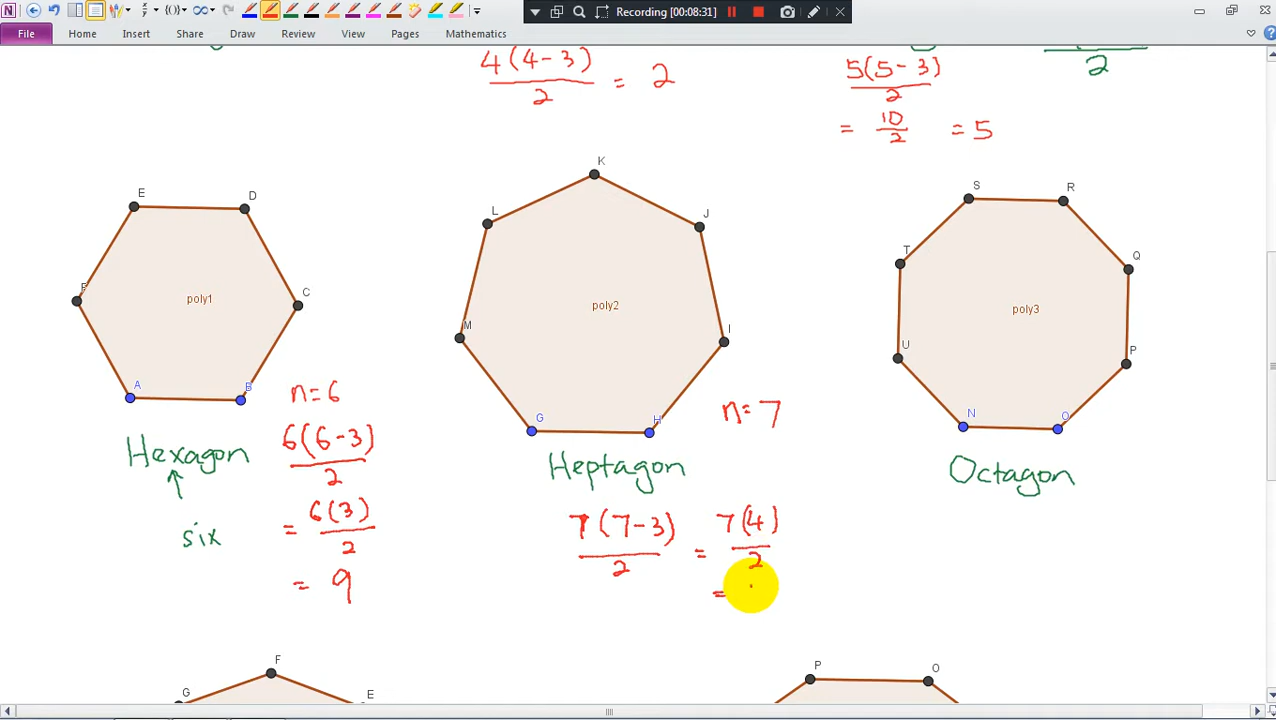 Recording [00:08:31]
File Home Insert Share Draw Review View Pages Mathematics
4(4-3)
2
= 2
5(5-3)
2
= 10
2
= 5
2
E D
F poly1 C
A B
n=6
Hexagon
six
6(6-3)
2
= 6(3)
2
= 9
K
L J
M poly2 I
G H
n=7
Heptagon
7(7-3)
2
= 7(4)
2
=
S R
T Q
poly3
U P
N O
Octagon
F
G E
P O